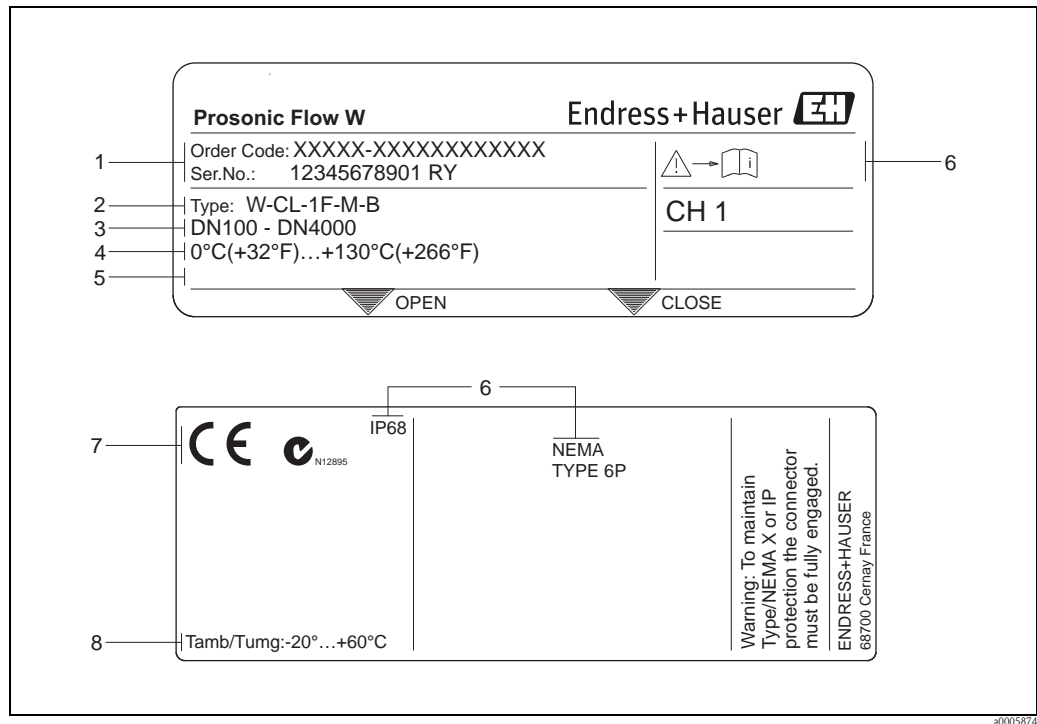 Prosonic Flow W
Endress+Hauser EH
1
Order Code: XXXXX-XXXXXXXXXXXX
Ser.No.: 12345678901 RY
i
6
2
Type: W-CL-1F-M-B
CH 1
3
DN100 - DN4000
4
0°C(+32°F)…+130°C(+266°F)
5
OPEN
CLOSE
6
7
CE
N12895
IP68
NEMA
TYPE 6P
8
Tamb/Tumg:-20°…+60°C
Warning: To maintain
Type/NEMA X or IP
protection the connector
must be fully engaged.
ENDRESS+HAUSER
68700 Cernay France
a0005874